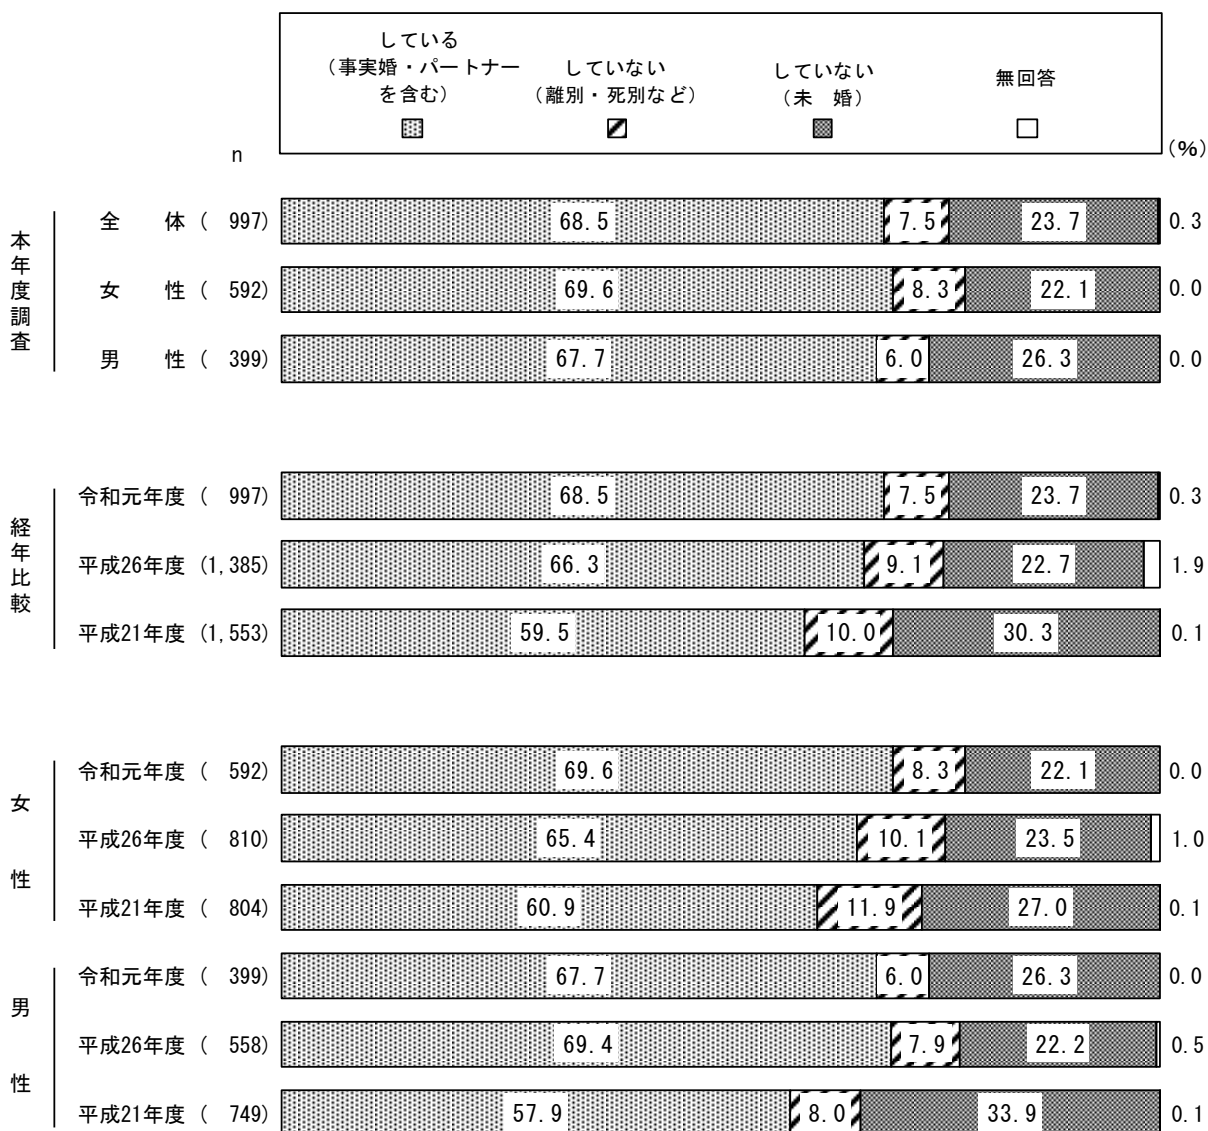 している
（事実婚・パートナー
を含む）
していない
（離別・死別など）
していない
（未　婚）
無回答
n
(%)
本年度調査
全　体 (　997) 68.5 7.5 23.7 0.3
女　性 (　592) 69.6 8.3 22.1 0.0
男　性 (　399) 67.7 6.0 26.3 0.0
経年比較
令和元年度 (　997) 68.5 7.5 23.7 0.3
平成26年度 (1,385) 66.3 9.1 22.7 1.9
平成21年度 (1,553) 59.5 10.0 30.3 0.1
女性
令和元年度 (　592) 69.6 8.3 22.1 0.0
平成26年度 (　810) 65.4 10.1 23.5 1.0
平成21年度 (　804) 60.9 11.9 27.0 0.1
男性
令和元年度 (　399) 67.7 6.0 26.3 0.0
平成26年度 (　558) 69.4 7.9 22.2 0.5
平成21年度 (　749) 57.9 8.0 33.9 0.1